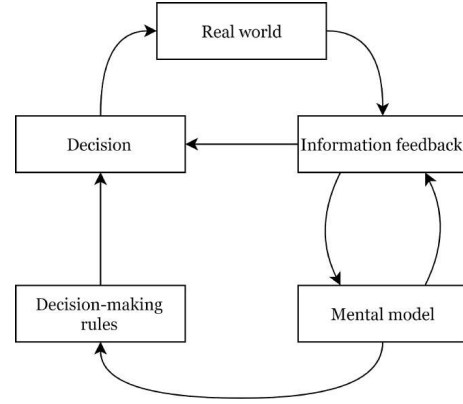 Real world
Decision
Information feedback
Decision-making
rules
Mental model